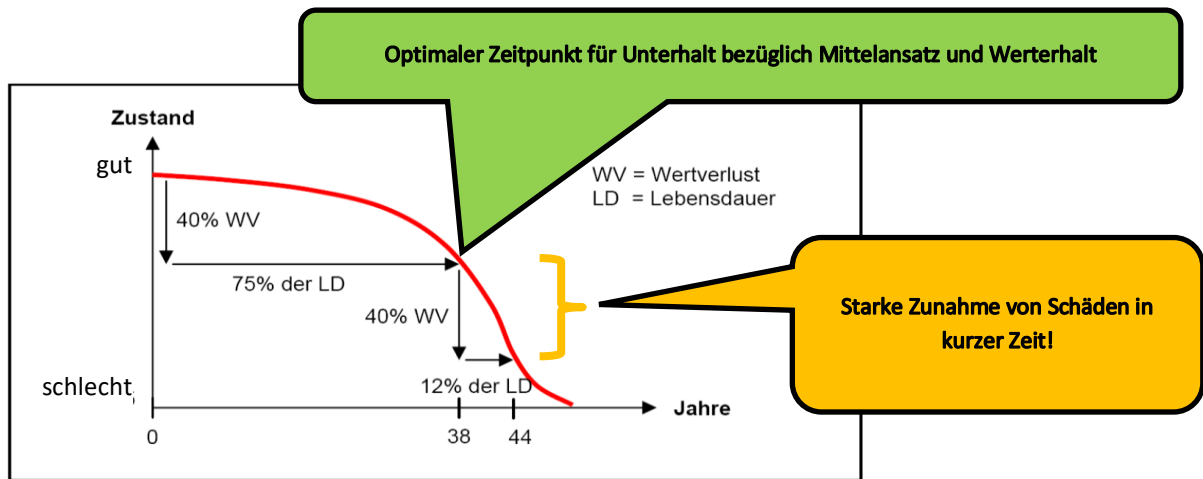 Optimaler Zeitpunkt für Unterhalt bezüglich Mittelansatz und Werterhalt
Zustand
gut
WV = Wertverlust
LD = Lebensdauer
40% WV
75% der LD
40% WV
Starke Zunahme von Schäden in
kurzer Zeit!
schlecht
12% der LD
Jahre
0
38
44